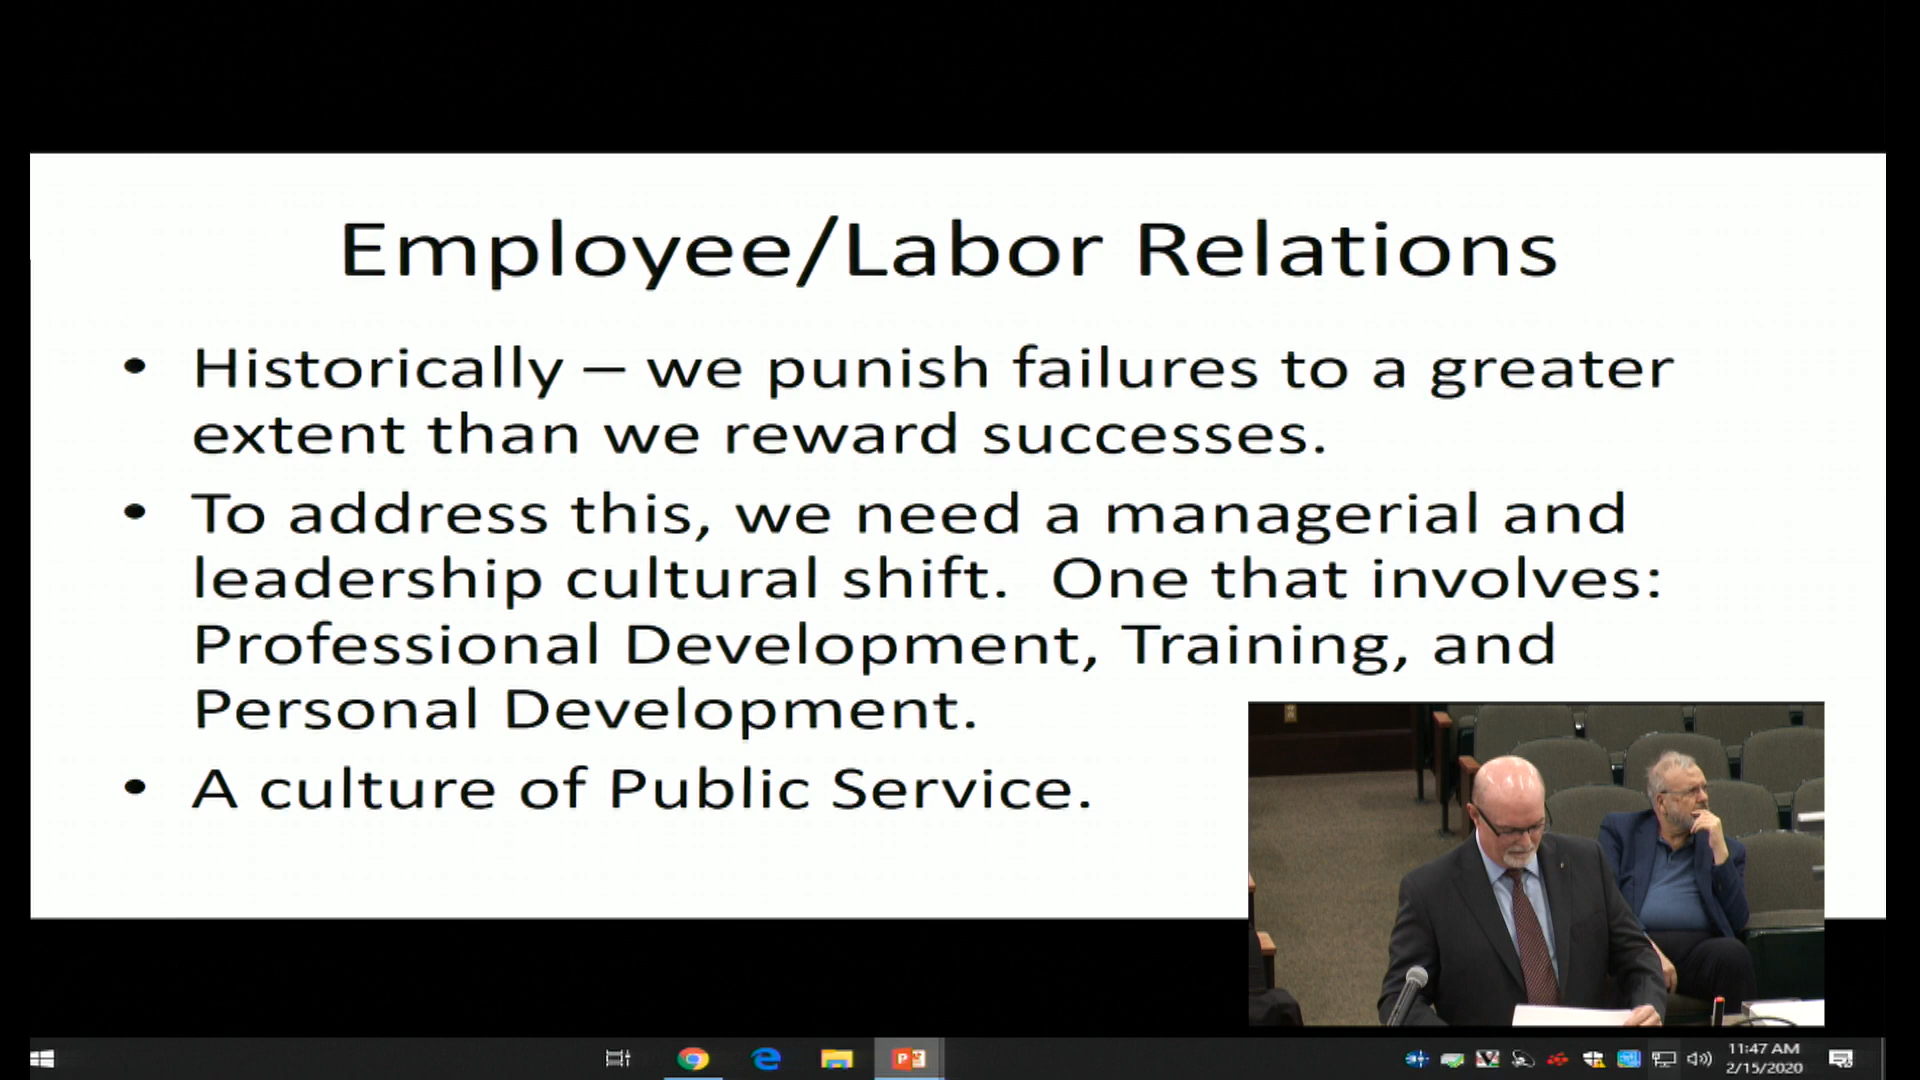 Employee/Labor Relations
• Historically – we punish failures to a greater
extent than we reward successes.
• To address this, we need a managerial and
leadership cultural shift.  One that involves:
Professional Development, Training, and
Personal Development.
• A culture of Public Service.
11:47 AM
2/15/2020